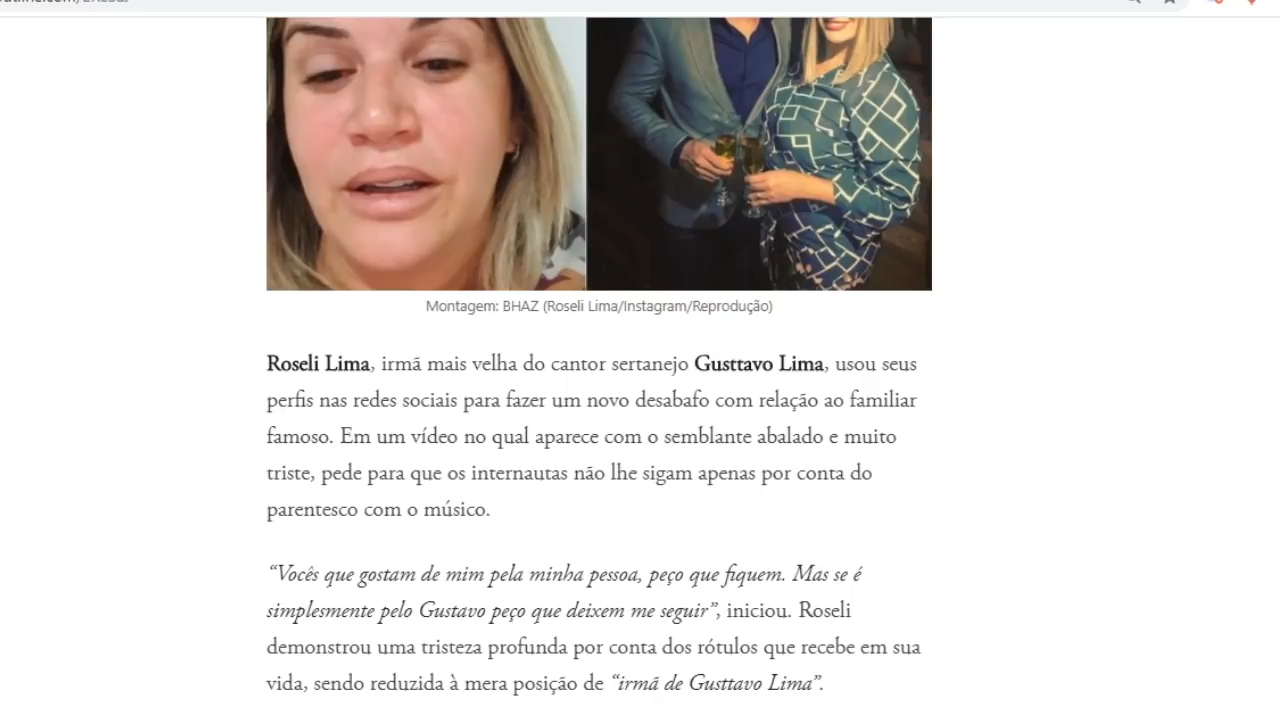 Montagem: BHAZ (Roseli Lima/Instagram/Reprodução)
Roseli Lima, irmã mais velha do cantor sertanejo Gusttavo Lima, usou seus
perfis nas redes sociais para fazer um novo desabafo com relação ao familiar
famoso. Em um vídeo no qual aparece com o semblante abalado e muito
triste, pede para que os internautas não lhe sigam apenas por conta do
parentesco com o músico.
“Vocês que gostam de mim pela minha pessoa, peço que fiquem. Mas se é
simplesmente pelo Gustavo peço que deixem me seguir”, iniciou. Roseli
demonstrou uma tristeza profunda por conta dos rótulos que recebe em sua
vida, sendo reduzida à mera posição de “irmã de Gusttavo Lima”.